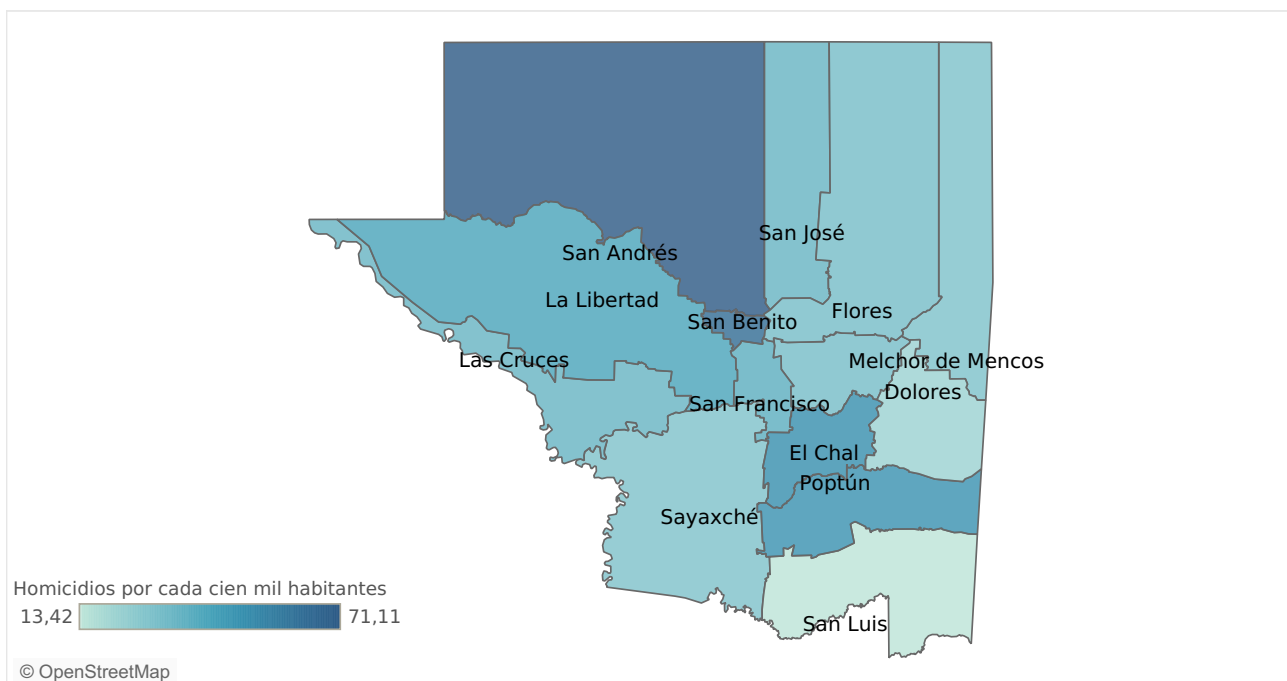 San José
San Andrés
La Libertad
Flores
San Benito
Las Cruces
Melchor de Mencos
Dolores
San Francisco
El Chal
Poptún
Sayaxché
Homicidios por cada cien mil habitantes
13,42 71,11
San Luis
© OpenStreetMap